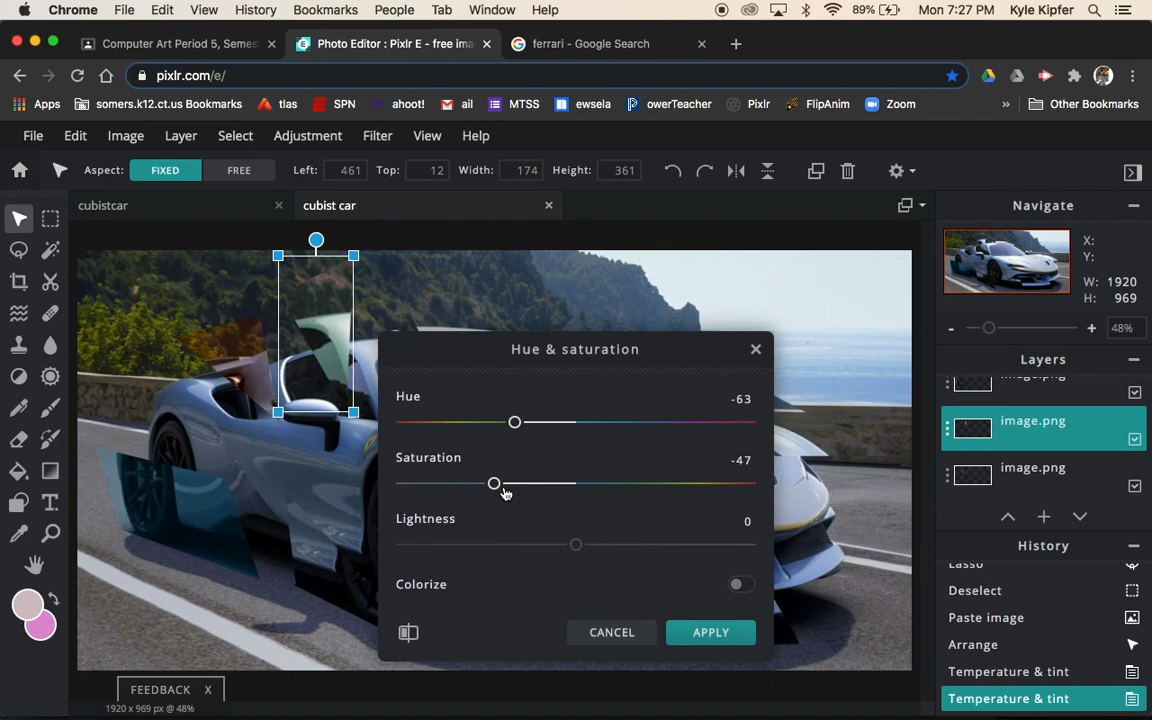 Chrome File Edit View History Bookmarks People Tab Window Help 89% Mon 7:27 PM Kyle Kipfer
Computer Art Period 5, Semes Photo Editor : Pixlr E - free ima ferrari - Google Search
pixlr.com/e/
Apps somers.k12.ct.us Bookmarks tlas SPN ahoot! ail MTSS ewsela owerTeacher Pixlr FlipAnim Zoom » Other Bookmarks
File Edit Image Layer Select Adjustment Filter View Help
Aspect: FIXED FREE Left: 461 Top: 12 Width: 174 Height: 361
cubistcar cubist car
Navigate
X:
Y:
W: 1920
H: 969
- + 48%
Layers
image.png
image.png
image.png
History
Lasso
Deselect
Paste image
Arrange
Temperature & tint
Temperature & tint
Hue & saturation
Hue -63
Saturation -47
Lightness 0
Colorize
CANCEL APPLY
FEEDBACK X
1920 x 969 px @ 48%